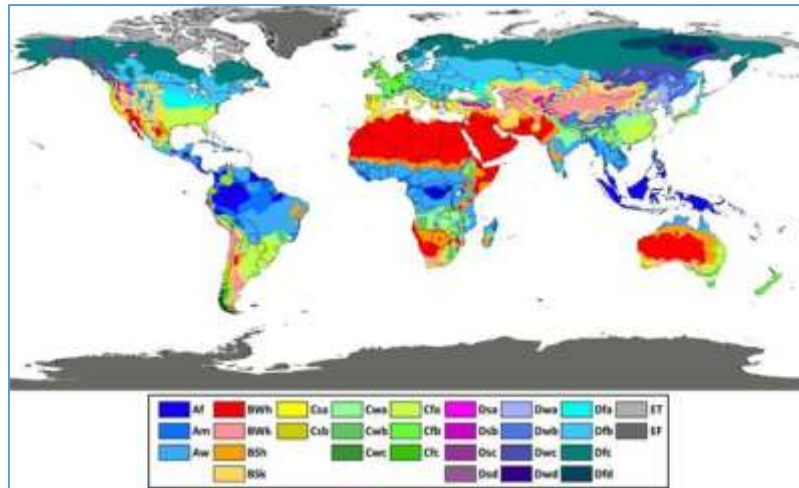 Af BWh Csa Cwa Cfa Dsa Dwa Dfa ET
Am BWk Csb Cwb Cfb Dsb Dwb Dfb EF
Aw BSh Cwc Cfc Dsc Dwc Dfc
BSk Dsd Dwd Dfd